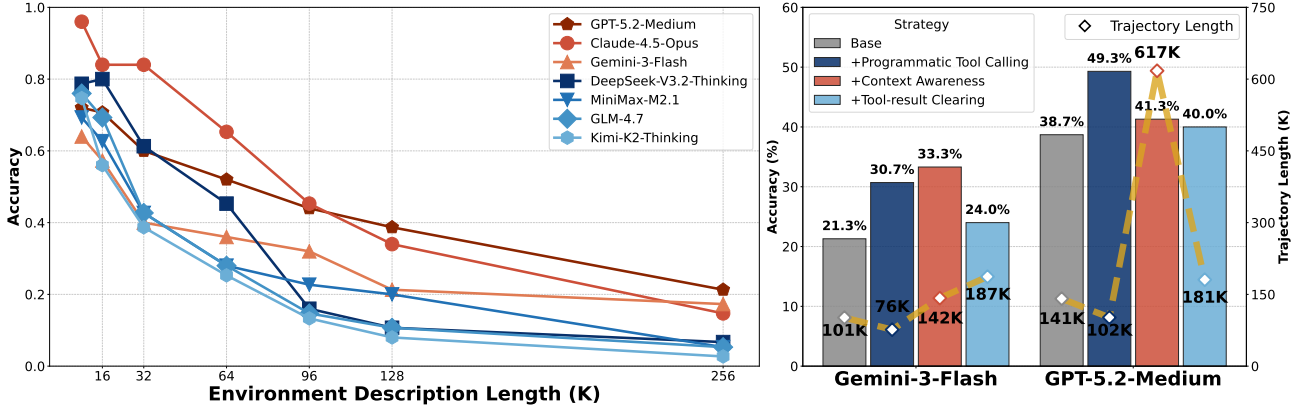 1.0
0.8
0.6
0.4
0.2
0.0
Accuracy
16
32
64
96
128
256
Environment Description Length (K)
GPT-5.2-Medium
Claude-4.5-Opus
Gemini-3-Flash
DeepSeek-V3.2-Thinking
MiniMax-M2.1
GLM-4.7
Kimi-K2-Thinking
60
50
40
30
20
10
0
Accuracy (%)
Strategy
Base
+Programmatic Tool Calling
+Context Awareness
+Tool-result Clearing
Trajectory Length
21.3%
30.7%
33.3%
24.0%
38.7%
49.3%
41.3%
40.0%
101K
76K
142K
187K
141K
102K
617K
181K
Gemini-3-Flash
GPT-5.2-Medium
750
600
450
300
150
0
Trajectory Length (K)